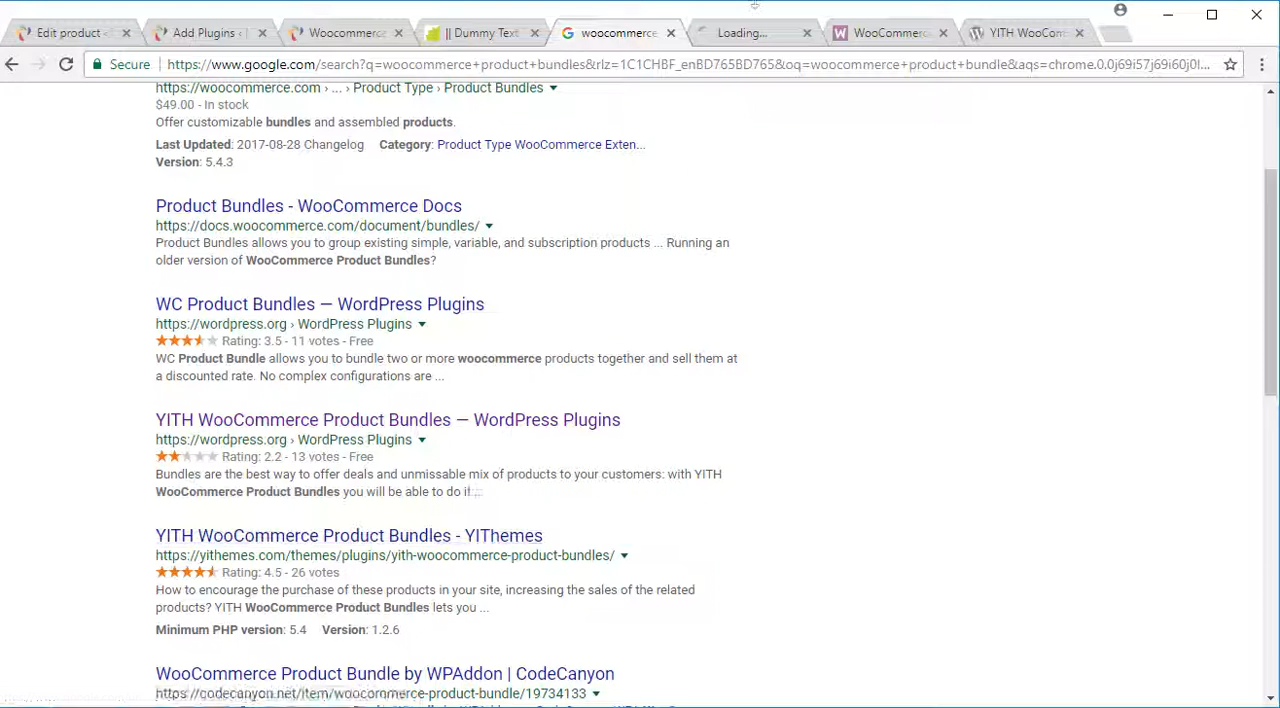 Edit product
Add Plugins
Woocommerce
|| Dummy Text
woocommerce
Loading...
WooCommerc
YITH WooCom
Secure
https://www.google.com/search?q=woocommerce+product+bundles&rlz=1C1CHBF_enBD765BD765&oq=woocommerce+product+bundle&aqs=chrome.0.0j69i57j69i60j0l...
https://woocommerce.com › ... › Product Type › Product Bundles
$49.00 - In stock
Offer customizable bundles and assembled products.
Last Updated: 2017-08-28 Changelog Category: Product Type WooCommerce Exten...
Version: 5.4.3
Product Bundles - WooCommerce Docs
https://docs.woocommerce.com/document/bundles/
Product Bundles allows you to group existing simple, variable, and subscription products ... Running an
older version of WooCommerce Product Bundles?
WC Product Bundles — WordPress Plugins
https://wordpress.org › WordPress Plugins
Rating: 3.5 - 11 votes - Free
WC Product Bundle allows you to bundle two or more woocommerce products together and sell them at
a discounted rate. No complex configurations are ...
YITH WooCommerce Product Bundles — WordPress Plugins
https://wordpress.org › WordPress Plugins
Rating: 2.2 - 13 votes - Free
Bundles are the best way to offer deals and unmissable mix of products to your customers: with YITH
WooCommerce Product Bundles you will be able to do it...
YITH WooCommerce Product Bundles - YIThemes
https://yithemes.com/themes/plugins/yith-woocommerce-product-bundles/
Rating: 4.5 - 26 votes
How to encourage the purchase of these products in your site, increasing the sales of the related
products? YITH WooCommerce Product Bundles lets you ...
Minimum PHP version: 5.4 Version: 1.2.6
WooCommerce Product Bundle by WPAddon | CodeCanyon
https://codecanyon.net/item/woocommerce-product-bundle/19734133